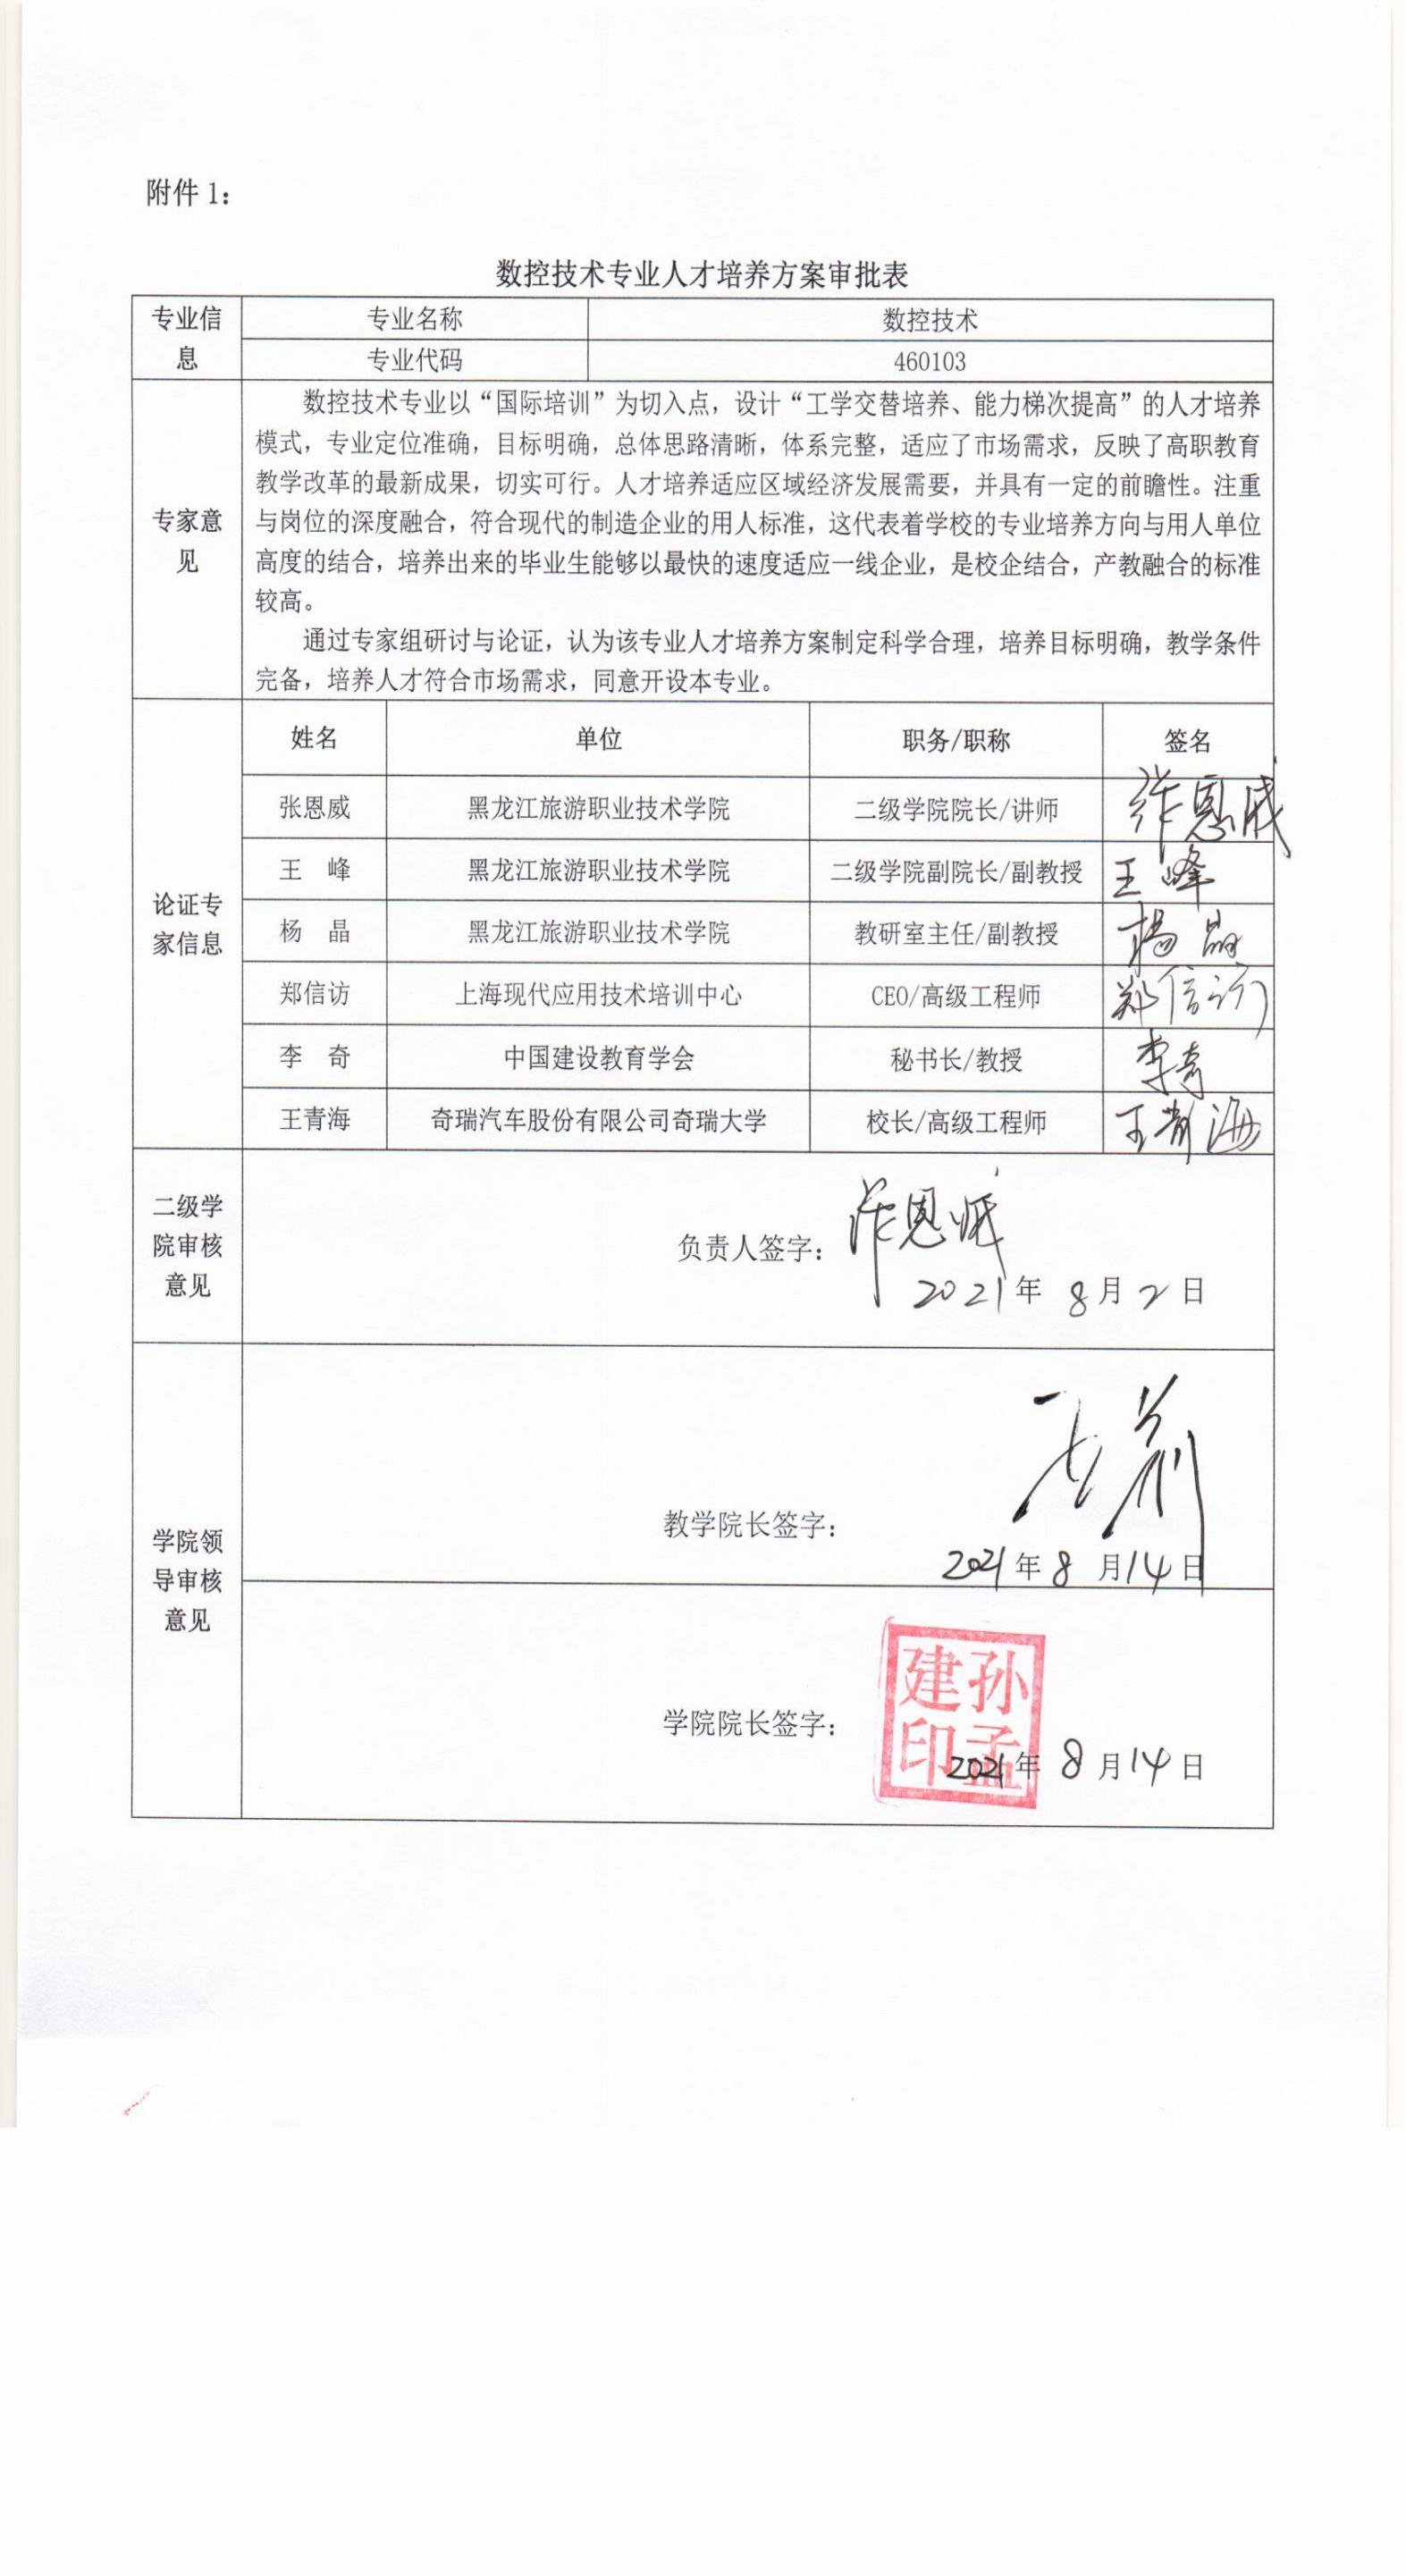 附件 1：
数控技术专业人才培养方案审批表
专业信息
专业名称 数控技术
专业代码 460103
专家意见
数控技术专业以“国际培训”为切入点，设计“工学交替培养、能力梯次提高”的人才培养
模式，专业定位准确，目标明确，总体思路清晰，体系完整，适应了市场需求，反映了高职教育
教学改革的最新成果，切实可行。人才培养适应区域经济发展需要，并具有一定的前瞻性。注重
与岗位的深度融合，符合现代的制造企业的用人标准，这代表着学校的专业培养方向与用人单位
高度的结合，培养出来的毕业生能够以最快的速度适应一线企业，是校企结合，产教融合的标准
较高。
通过专家组研讨与论证，认为该专业人才培养方案制定科学合理，培养目标明确，教学条件
完备，培养人才符合市场需求，同意开设本专业。
论证专家信息
姓名 单位 职务/职称 签名
张恩威 黑龙江旅游职业技术学院 二级学院院长/讲师 张恩威
王 峰 黑龙江旅游职业技术学院 二级学院副院长/副教授 王峰
杨 晶 黑龙江旅游职业技术学院 教研室主任/副教授 杨晶
郑信访 上海现代应用技术培训中心 CEO/高级工程师 郑信访
李 奇 中国建设教育学会 秘书长/教授 李奇
王青海 奇瑞汽车股份有限公司奇瑞大学 校长/高级工程师 王青海
二级学院审核意见
负责人签字： 张恩威
2021年 8月2日
学院领导审核意见
教学院长签字：
2021年 8月14日
学院院长签字： 孙孟建印
2021年 8月14日